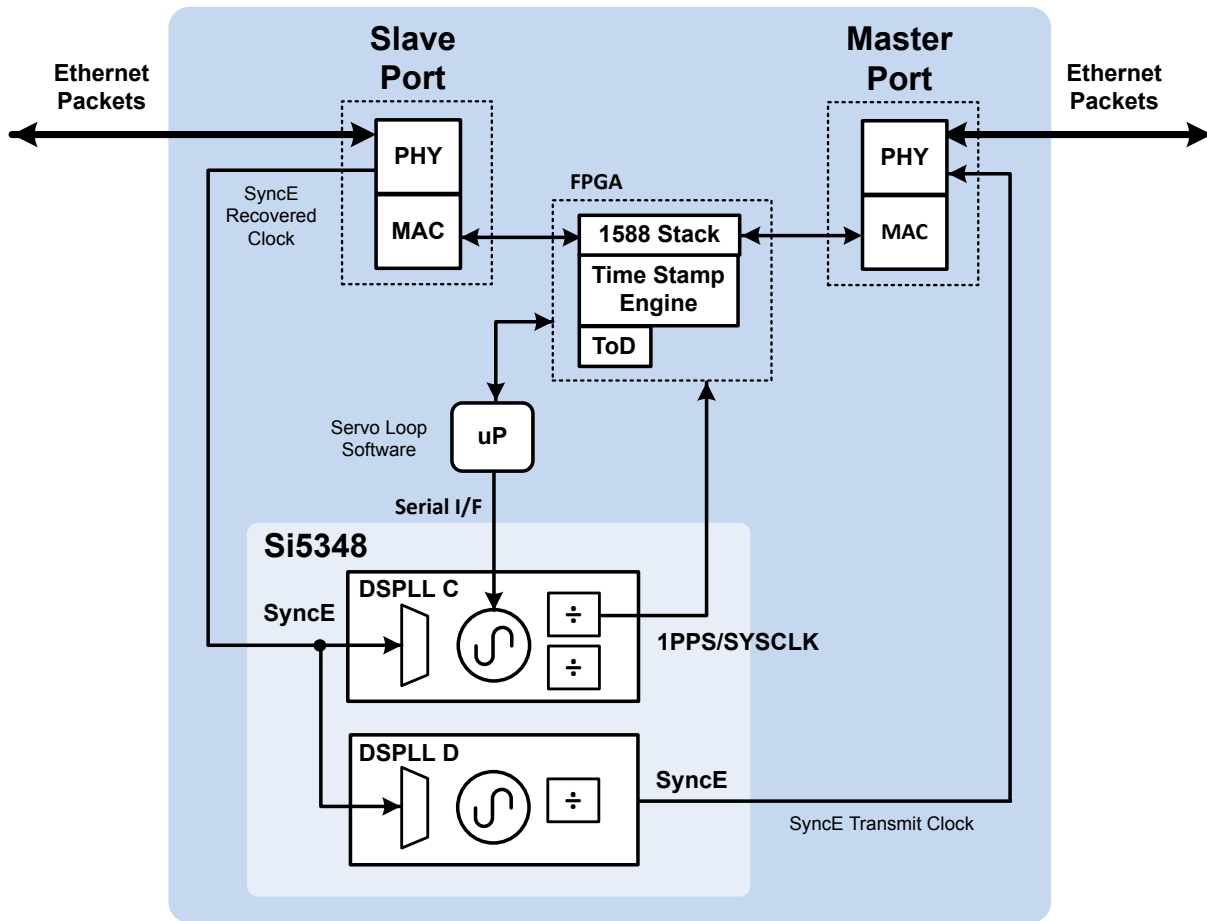 Slave
Port
Master
Port
Ethernet
Packets
Ethernet
Packets
PHY
MAC
PHY
MAC
SyncE
Recovered
Clock
FPGA
1588 Stack
Time Stamp
Engine
ToD
Servo Loop
Software
uP
Serial I/F
Si5348
DSPLL C
SyncE
÷
÷
1PPS/SYSCLK
DSPLL D
÷
SyncE
SyncE Transmit Clock